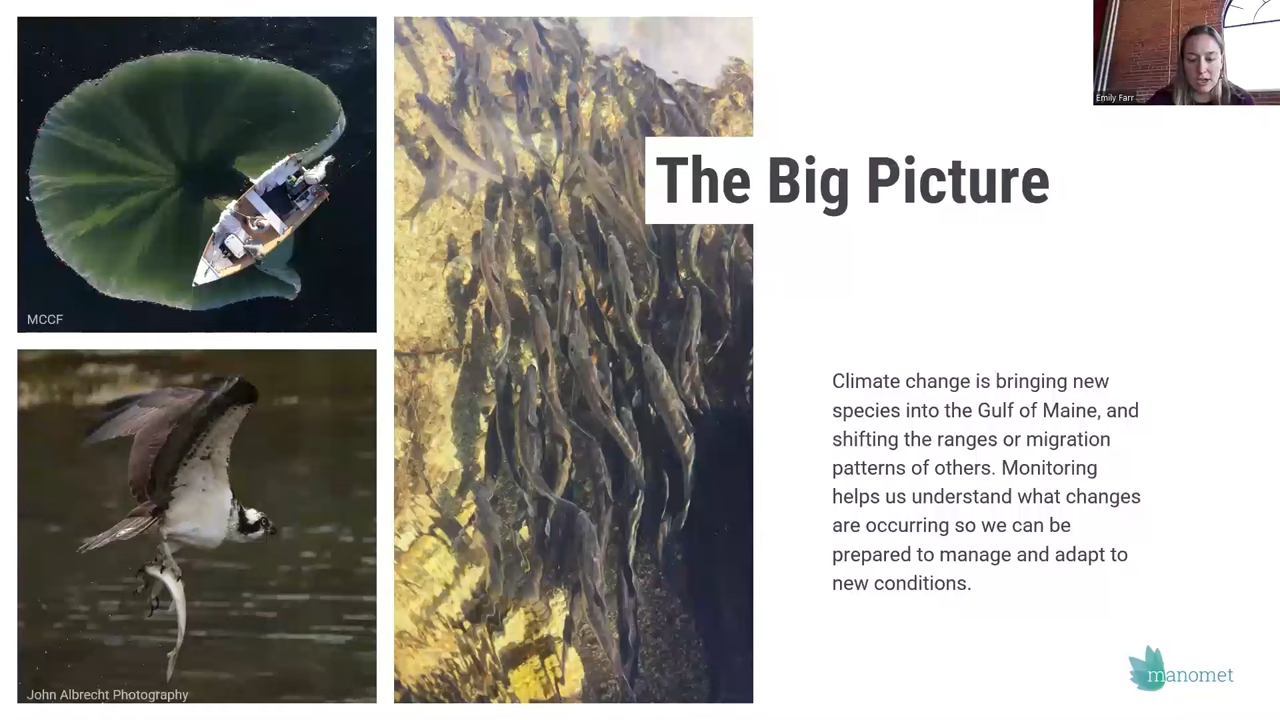 Emily Farr
The Big Picture
MCCF
Climate change is bringing new
species into the Gulf of Maine, and
shifting the ranges or migration
patterns of others. Monitoring
helps us understand what changes
are occurring so we can be
prepared to manage and adapt to
new conditions.
John Albrecht Photography
manomet